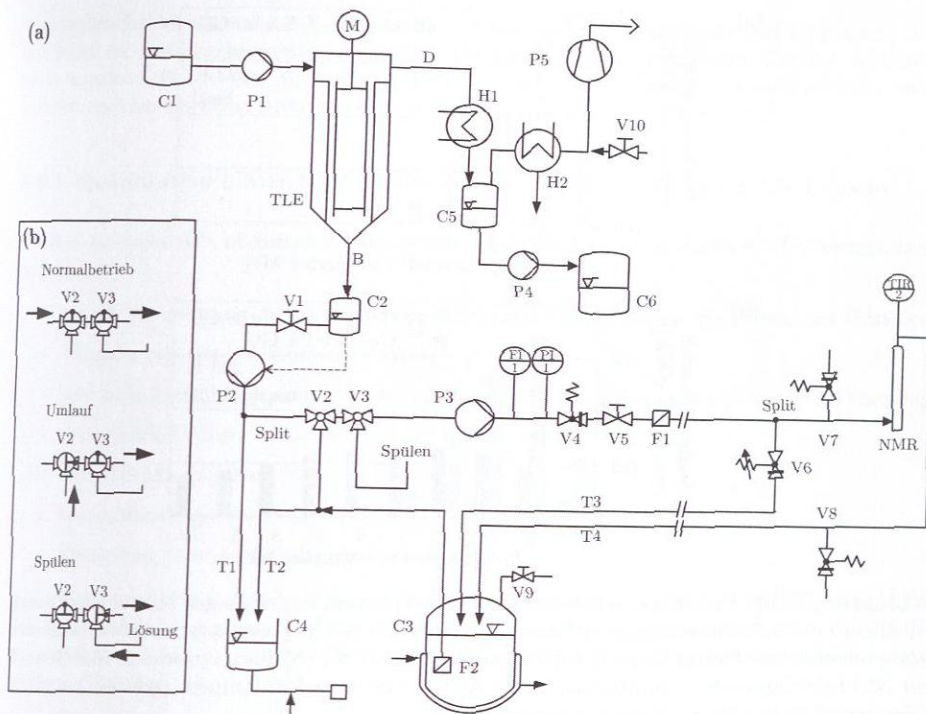 (a)
M
D
C1
P1
H1
P5
V10
H2
TLE
C5
B
P4
C6
(b)
Normalbetrieb
V2 V3
V1
C2
P2
V2 V3
Split
Spülen
P3
FI
1
PI
1
V4 V5 F1
Split
V7
V6
TIR
2
NMR
Umlauf
V2 V3
T3
T4
V8
T1 T2
V9
Spülen
V2 V3
Lösung
C4
C3
F2